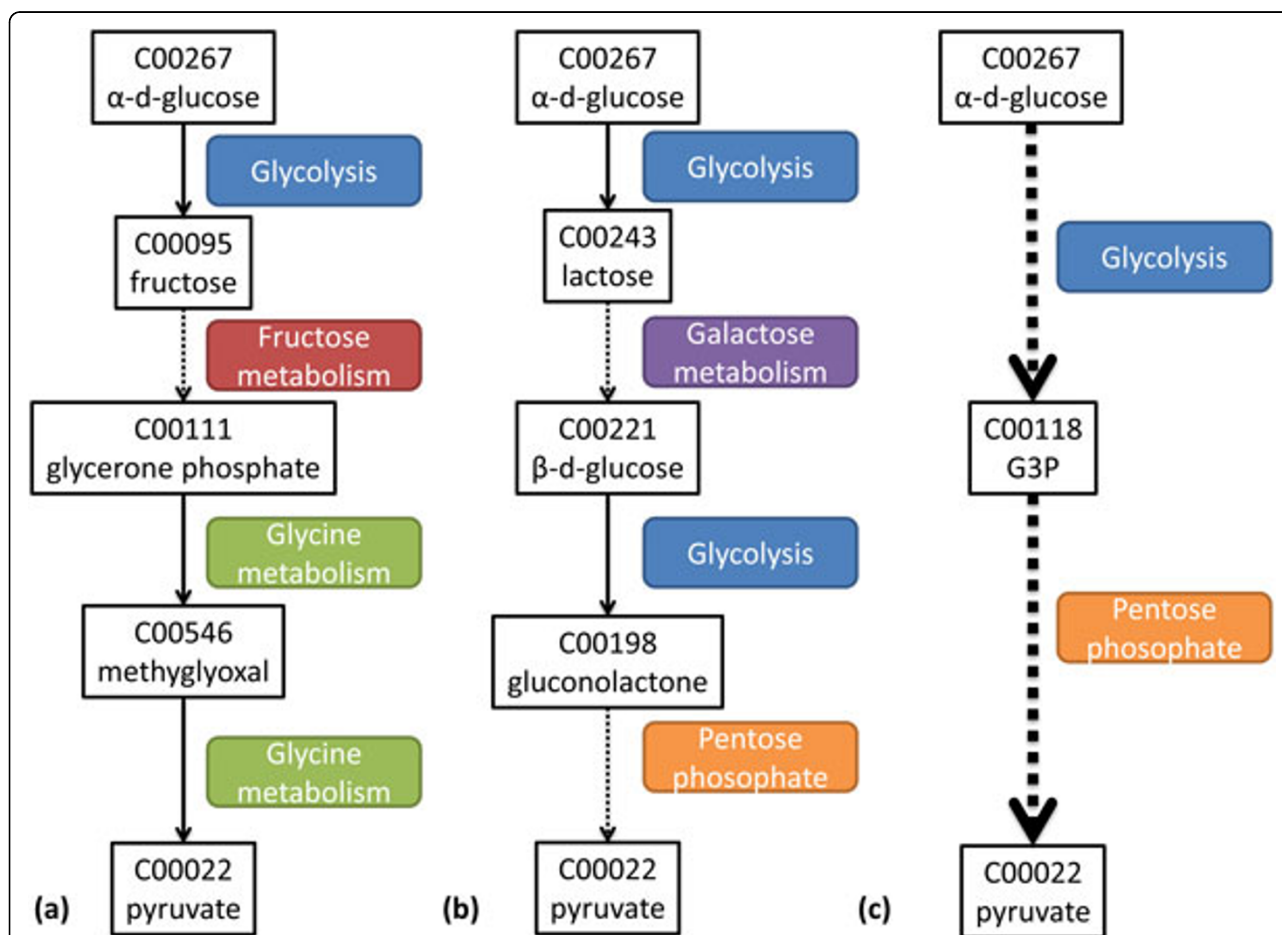 C00267
α-d-glucose
Glycolysis
C00095
fructose
Fructose
metabolism
C00111
glycerone phosphate
Glycine
metabolism
C00546
methyglyoxal
Glycine
metabolism
C00022
pyruvate
(a)
C00267
α-d-glucose
Glycolysis
C00243
lactose
Galactose
metabolism
C00221
β-d-glucose
Glycolysis
C00198
gluconolactone
Pentose
phosophate
C00022
pyruvate
(b)
C00267
α-d-glucose
Glycolysis
C00118
G3P
Pentose
phosophate
C00022
pyruvate
(c)